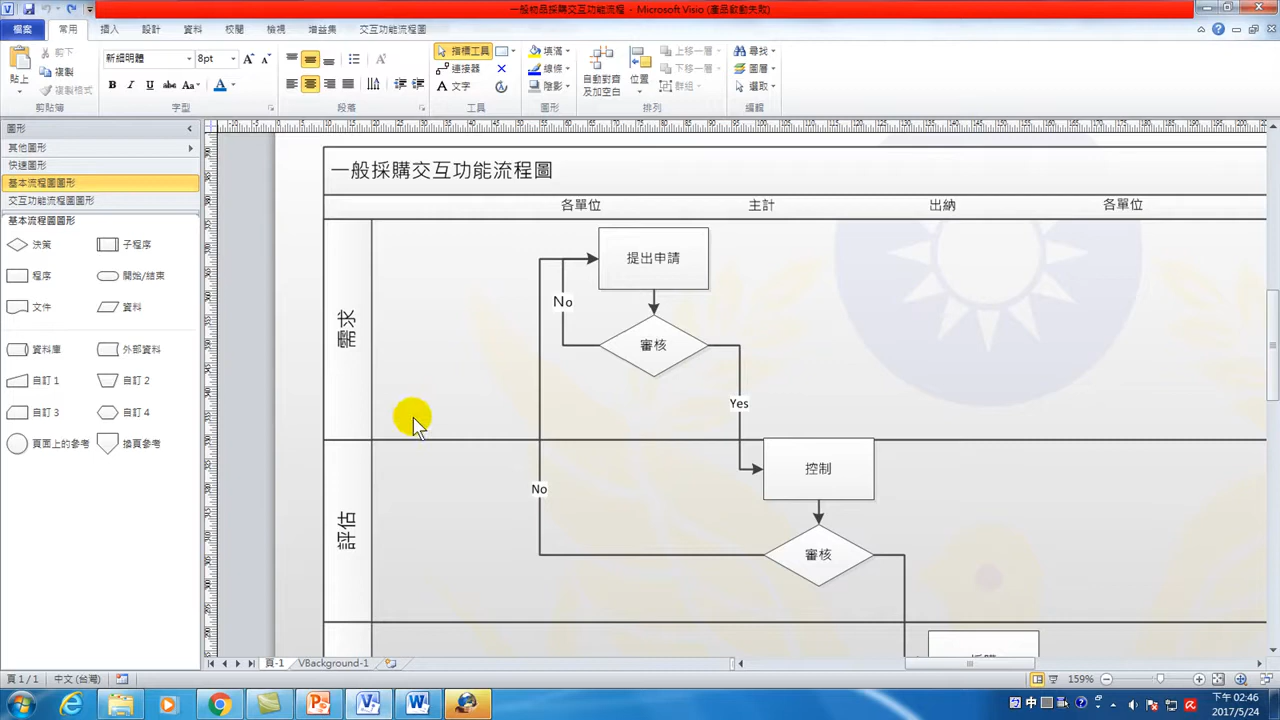 一般物品採購交互功能流程 - Microsoft Visio (產品啟動失敗)
檔案 常用 插入 設計 資料 校閱 檢視 增益集 交互功能流程圖
貼上 剪下 複製 複製格式 剪貼簿
新細明體 8pt
B I U abc Aa A 字型
段落
指標工具 連接器 A 文字 工具
填滿 線條 陰影 圖形
自動對齊及加空白 位置 上移一層 下移一層 群組 排列
尋找 圖層 選取 編輯
圖形
其他圖形
快速圖形
基本流程圖圖形
交互功能流程圖圖形
基本流程圖圖形
決策 子程序
程序 開始/結束
文件 資料
資料庫 外部資料
自訂 1 自訂 2
自訂 3 自訂 4
頁面上的參考 換頁參考
一般採購交互功能流程圖
各單位 主計 出納 各單位
需求
提出申請
No
審核
Yes
評估
控制
No
審核
頁-1 VBackground-1
頁 1 / 1 中文 (台灣) 159%
中
下午 02:46
2017/5/24